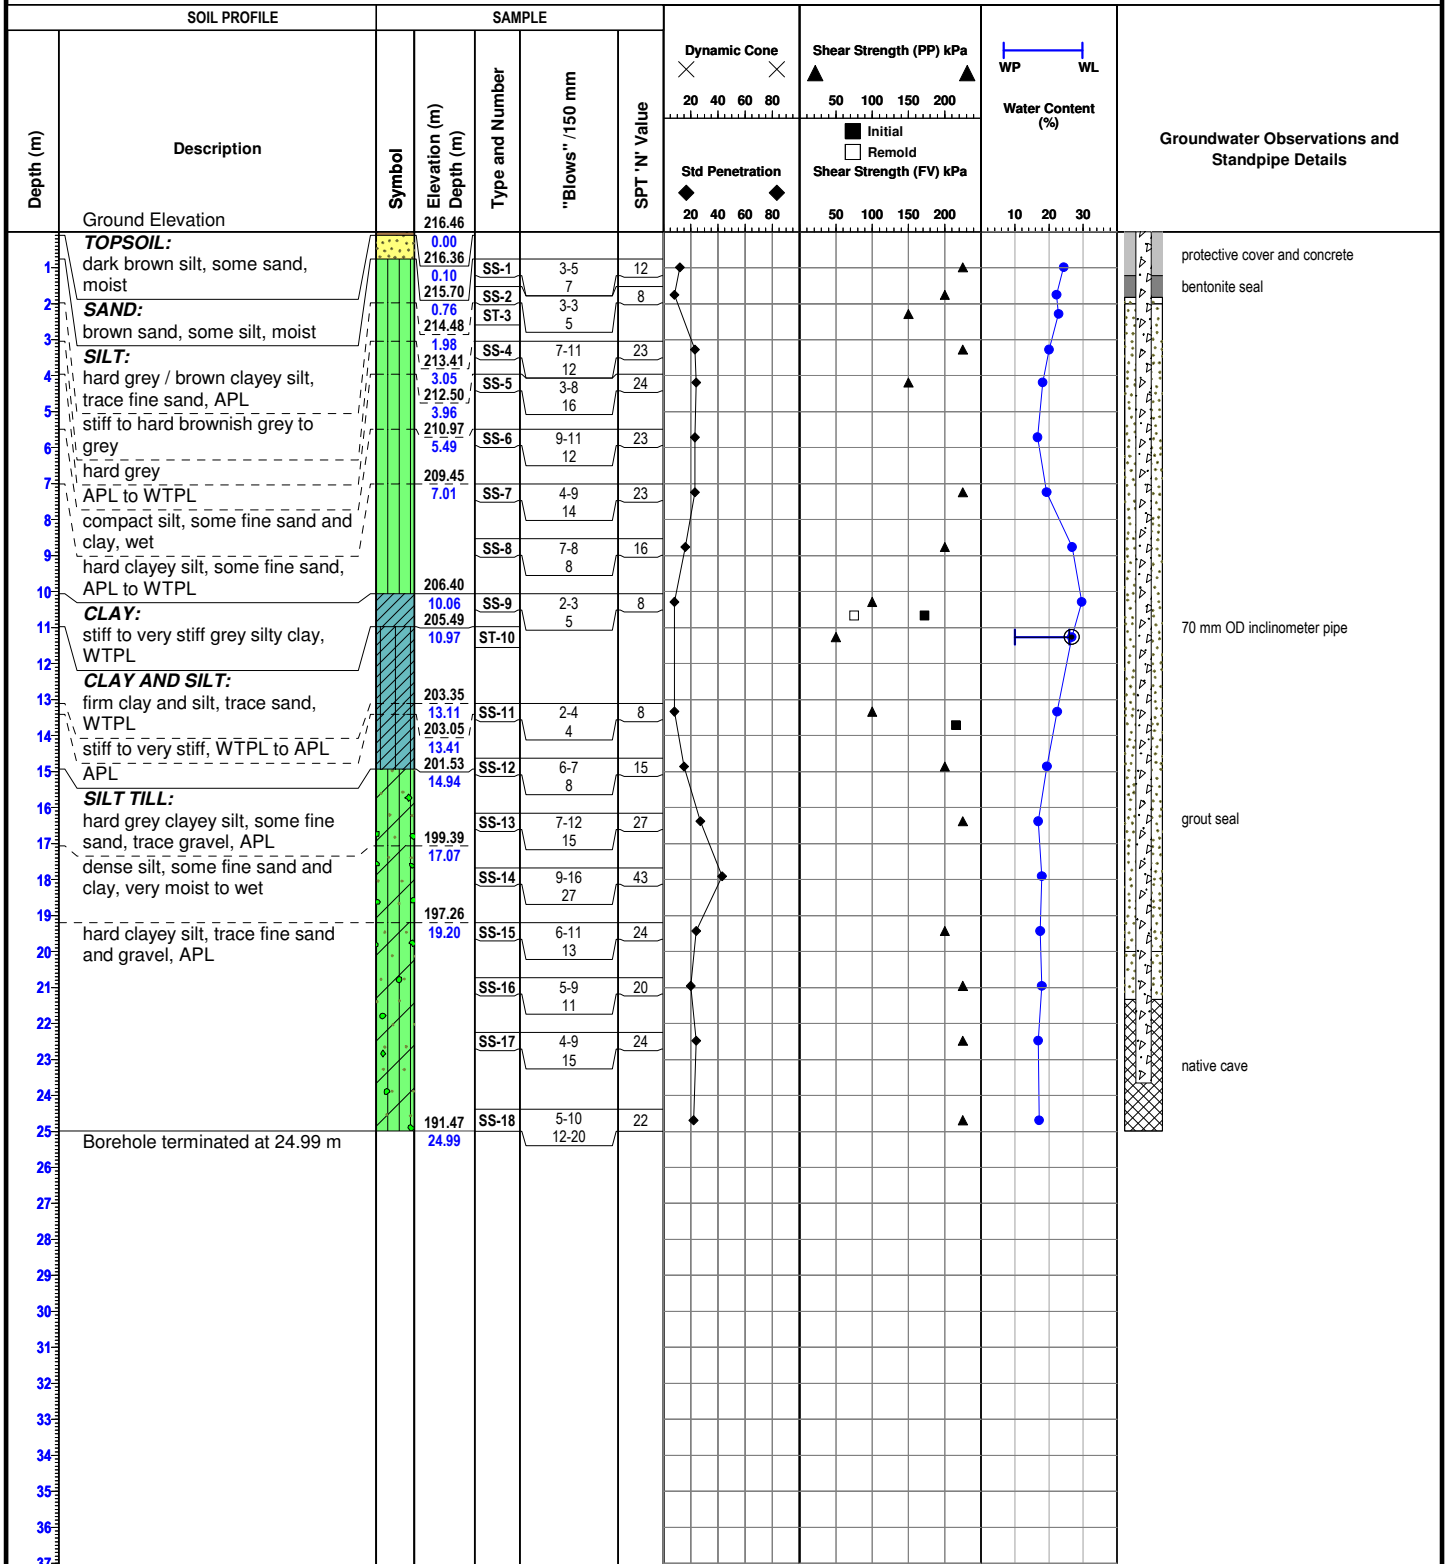 SOIL PROFILE
SAMPLE
Depth (m)
Description
Symbol
Elevation (m)
Depth (m)
Type and Number
"Blows" /150 mm
SPT 'N' Value
Dynamic Cone
20 40 60 80
Std Penetration
20 40 60 80
Shear Strength (PP) kPa
50 100 150 200
Initial
Remold
Shear Strength (FV) kPa
50 100 150 200
WP WL
Water Content
(%)
10 20 30
Groundwater Observations and
Standpipe Details
Ground Elevation
TOPSOIL:
dark brown silt, some sand,
moist
SAND:
brown sand, some silt, moist
SILT:
hard grey / brown clayey silt,
trace fine sand, APL
stiff to hard brownish grey to
grey
hard grey
APL to WTPL
compact silt, some fine sand and
clay, wet
hard clayey silt, some fine sand,
APL to WTPL
CLAY:
stiff to very stiff grey silty clay,
WTPL
CLAY AND SILT:
firm clay and silt, trace sand,
WTPL
stiff to very stiff, WTPL to APL
APL
SILT TILL:
hard grey clayey silt, some fine
sand, trace gravel, APL
dense silt, some fine sand and
clay, very moist to wet
hard clayey silt, trace fine sand
and gravel, APL
Borehole terminated at 24.99 m
1
2
3
4
5
6
7
8
9
10
11
12
13
14
15
16
17
18
19
20
21
22
23
24
25
26
27
28
29
30
31
32
33
34
35
36
37
216.46
0.00
216.36
0.10
215.70
0.76
214.48
1.98
213.41
3.05
212.50
3.96
210.97
5.49
209.45
7.01
206.40
10.06
205.49
10.97
203.35
13.11
203.05
13.41
201.53
14.94
199.39
17.07
197.26
19.20
191.47
24.99
SS-1 3-5 12
7
SS-2 3-3 8
5
ST-3
SS-4 7-11 23
12
SS-5 3-8 24
16
SS-6 9-11 23
12
SS-7 4-9 23
14
SS-8 7-8 16
8
SS-9 2-3 8
5
ST-10
SS-11 2-4 8
4
SS-12 6-7 15
8
SS-13 7-12 27
15
SS-14 9-16 43
27
SS-15 6-11 24
13
SS-16 5-9 20
11
SS-17 4-9 24
15
SS-18 5-10 22
12-20
protective cover and concrete
bentonite seal
70 mm OD inclinometer pipe
grout seal
native cave